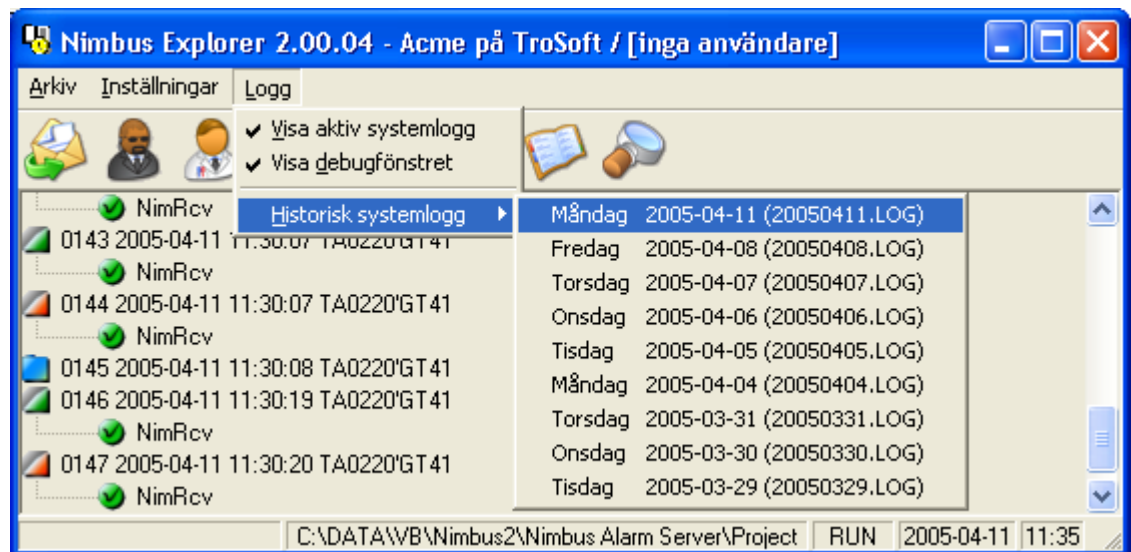 Nimbus Explorer 2.00.04 - Acme på TroSoft / [inga användare]
Arkiv Inställningar Logg
Visa aktiv systemlogg
Visa debugfönstret
Historisk systemlogg
Måndag 2005-04-11 (20050411.LOG)
Fredag 2005-04-08 (20050408.LOG)
Torsdag 2005-04-07 (20050407.LOG)
Onsdag 2005-04-06 (20050406.LOG)
Tisdag 2005-04-05 (20050405.LOG)
Måndag 2005-04-04 (20050404.LOG)
Torsdag 2005-03-31 (20050331.LOG)
Onsdag 2005-03-30 (20050330.LOG)
Tisdag 2005-03-29 (20050329.LOG)
NimRcv
0143 2005-04-11 11:30:07 TA0220'GT41
NimRcv
0144 2005-04-11 11:30:07 TA0220'GT41
NimRcv
0145 2005-04-11 11:30:08 TA0220'GT41
0146 2005-04-11 11:30:19 TA0220'GT41
NimRcv
0147 2005-04-11 11:30:20 TA0220'GT41
NimRcv
C:\DATA\VB\Nimbus2\Nimbus Alarm Server\Project RUN 2005-04-11 11:35